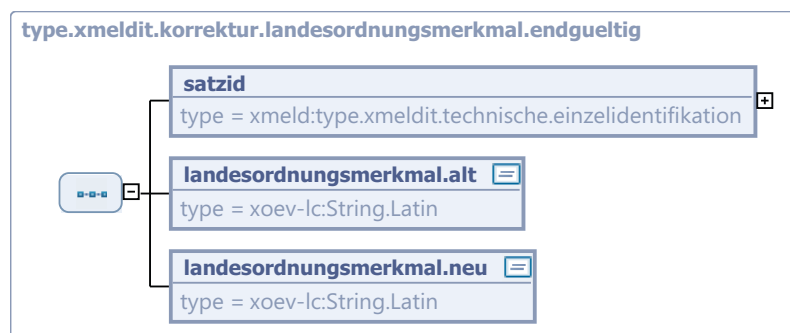 type.xmeldit.korrektur.landesordnungsmerkmal.endgueltig
satzid
type = xmeld:type.xmeldit.technische.einzelidentifikation
landesordnungsmerkmal.alt
type = xoev-lc:String.Latin
landesordnungsmerkmal.neu
type = xoev-lc:String.Latin